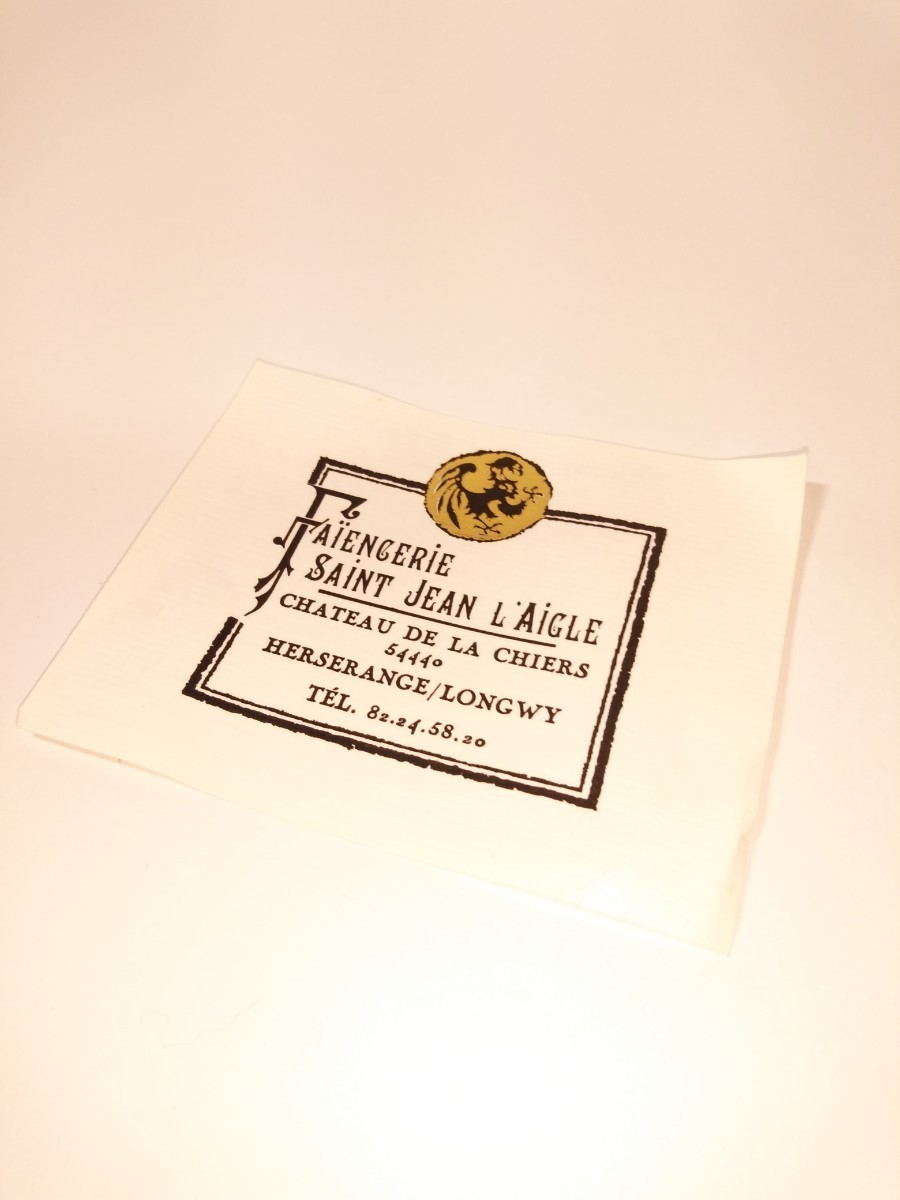 Faïencerie
Saint Jean l'Aigle
CHATEAU DE LA CHIERS
54440
HERSERANGE/LONGWY
TÉL. 82.24.58.20